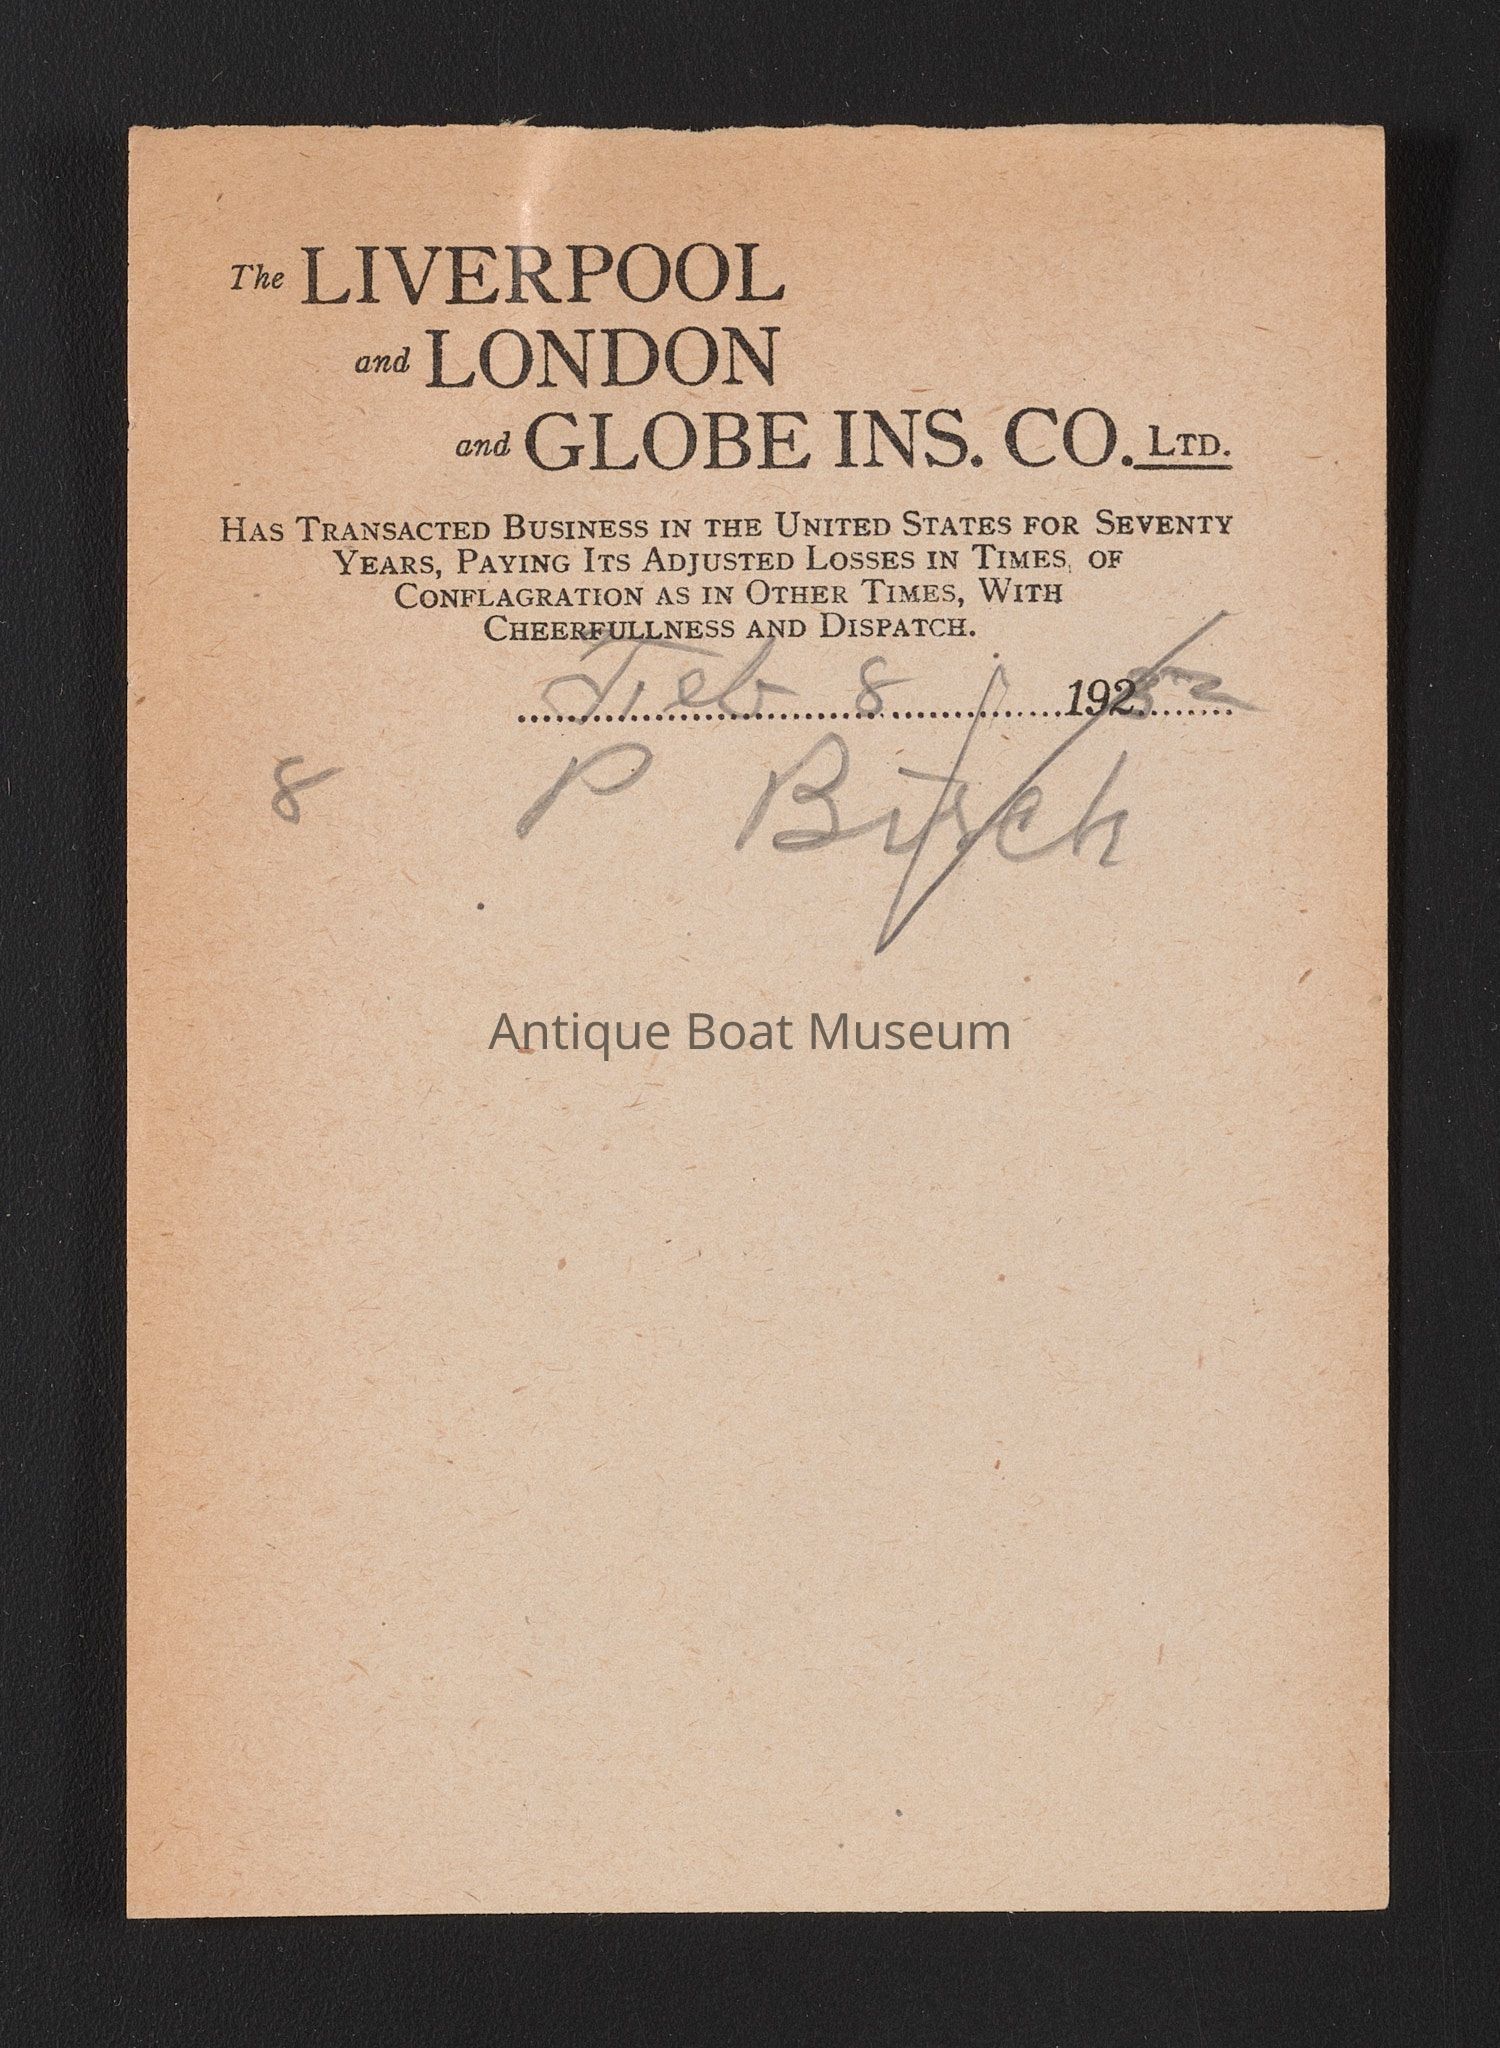 The LIVERPOOL
and LONDON
and GLOBE INS. CO. LTD.
HAS TRANSACTED BUSINESS IN THE UNITED STATES FOR SEVENTY
YEARS, PAYING ITS ADJUSTED LOSSES IN TIMES, OF
CONFLAGRATION AS IN OTHER TIMES, WITH
CHEERFULLNESS AND DISPATCH.
Feb 8 192
8 P Birch
Antique Boat Museum